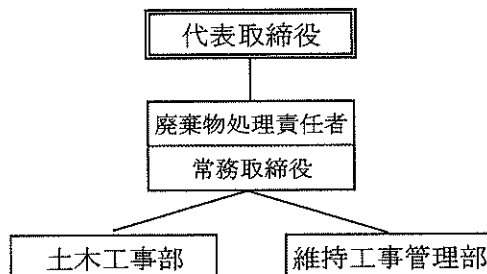 代表取締役
廃棄物処理責任者
常務取締役
土木工事部
維持工事管理部